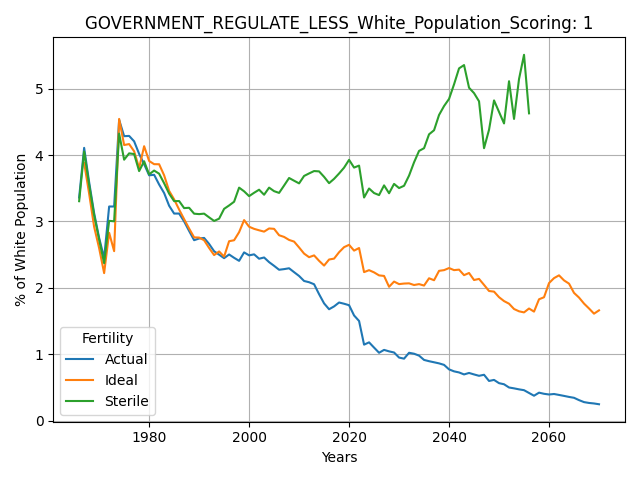 GOVERNMENT_REGULATE_LESS_White_Population_Scoring: 1
% of White Population
5
4
3
2
1
0
Fertility
Actual
Ideal
Sterile
1980 2000 2020 2040 2060
Years